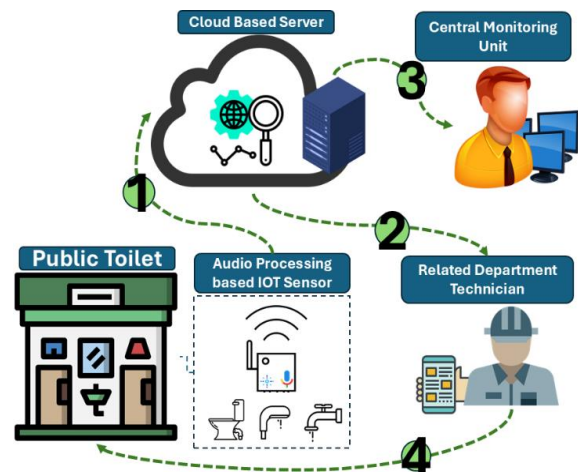 Cloud Based Server
Central Monitoring
Unit
3
1
2
Public Toilet
Audio Processing
based IOT Sensor
Related Department
Technician
4